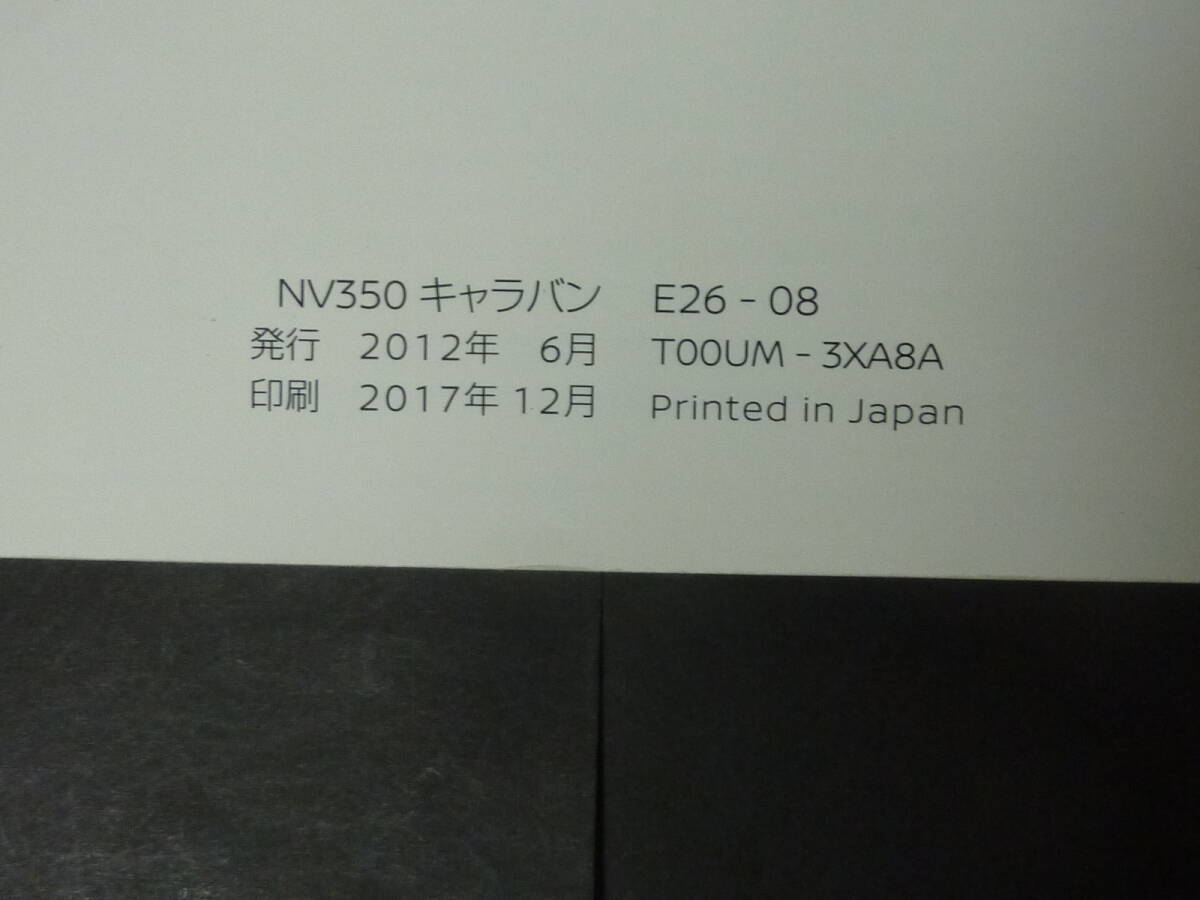 NV350 キャラバン　E26 - 08
発行　2012年　6月　T00UM - 3XA8A
印刷　2017年 12月　Printed in Japan